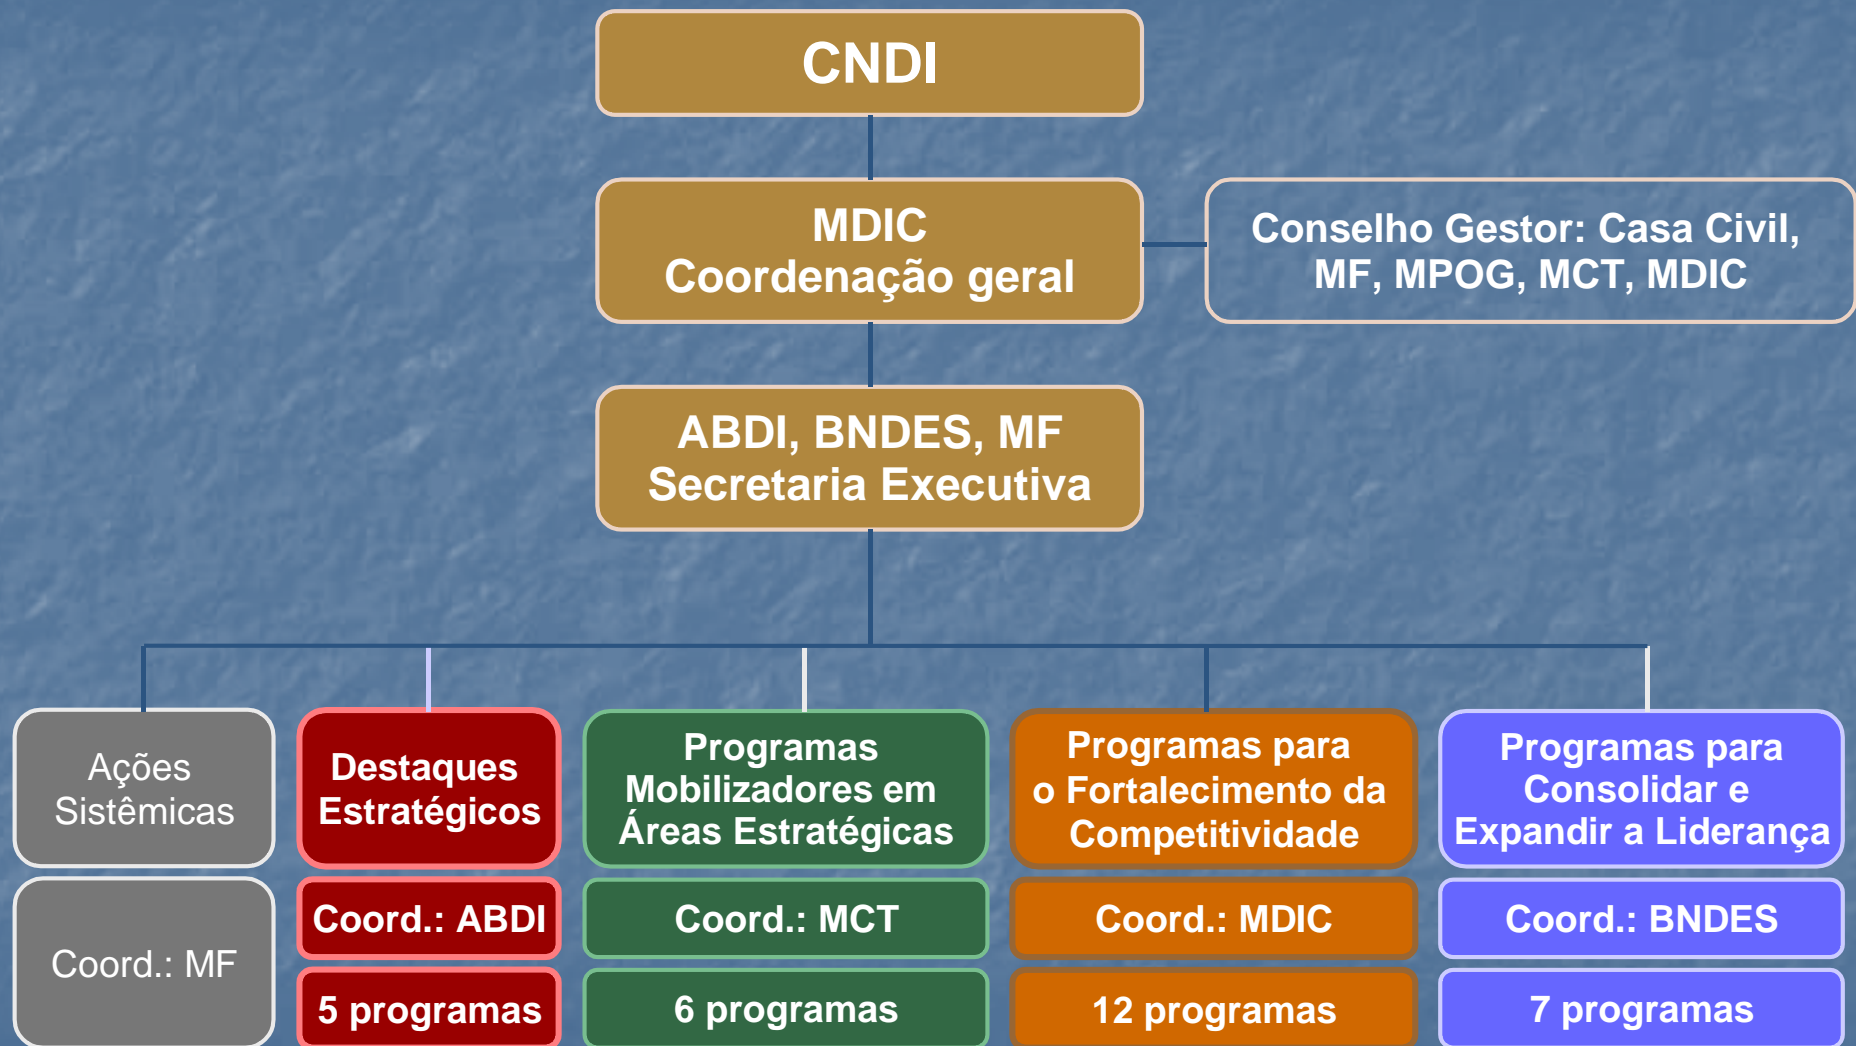 CNDI
MDIC
Coordenação geral
Conselho Gestor: Casa Civil,
MF, MPOG, MCT, MDIC
ABDI, BNDES, MF
Secretaria Executiva
Ações
Sistêmicas
Coord.: MF
Destaques
Estratégicos
Coord.: ABDI
5 programas
Programas
Mobilizadores em
Áreas Estratégicas
Coord.: MCT
6 programas
Programas para
o Fortalecimento da
Competitividade
Coord.: MDIC
12 programas
Programas para
Consolidar e
Expandir a Liderança
Coord.: BNDES
7 programas